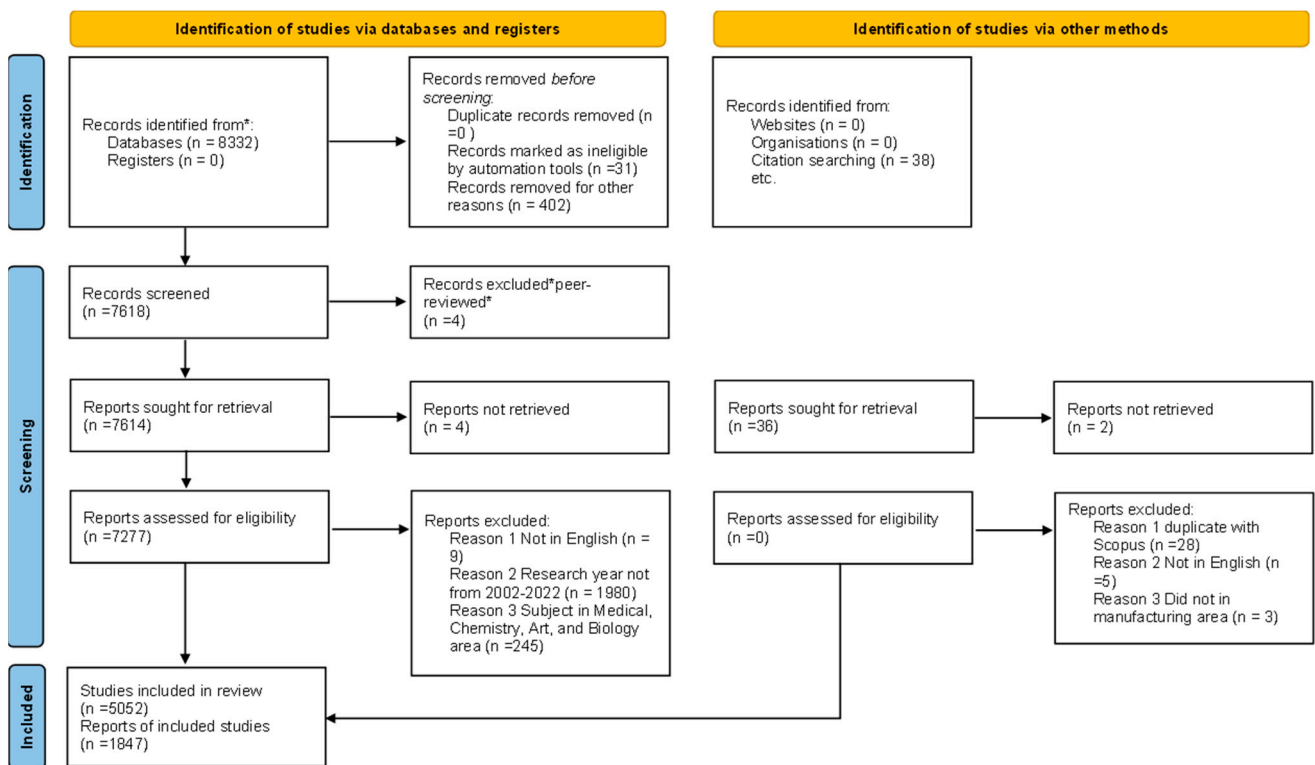 Identification of studies via databases and registers
Identification of studies via other methods
Identification
Records identified from*:
Databases (n = 8332)
Registers (n = 0)
Records removed before
screening:
Duplicate records removed (n
=0 )
Records marked as ineligible
by automation tools (n =31)
Records removed for other
reasons (n = 402)
Records identified from:
Websites (n = 0)
Organisations (n = 0)
Citation searching (n = 38)
etc.
Screening
Records screened
(n =7618)
Records excluded*peer-
reviewed*
(n =4)
Reports sought for retrieval
(n =7614)
Reports not retrieved
(n = 4)
Reports sought for retrieval
(n =36)
Reports not retrieved
(n = 2)
Reports assessed for eligibility
(n =7277)
Reports excluded:
Reason 1 Not in English (n =
9)
Reason 2 Research year not
from 2002-2022 (n = 1980)
Reason 3 Subject in Medical,
Chemistry, Art, and Biology
area (n =245)
Reports assessed for eligibility
(n =0)
Reports excluded:
Reason 1 duplicate with
Scopus (n =28)
Reason 2 Not in English (n
=5)
Reason 3 Did not in
manufacturing area (n = 3)
Included
Studies included in review
(n =5052)
Reports of included studies
(n =1847)